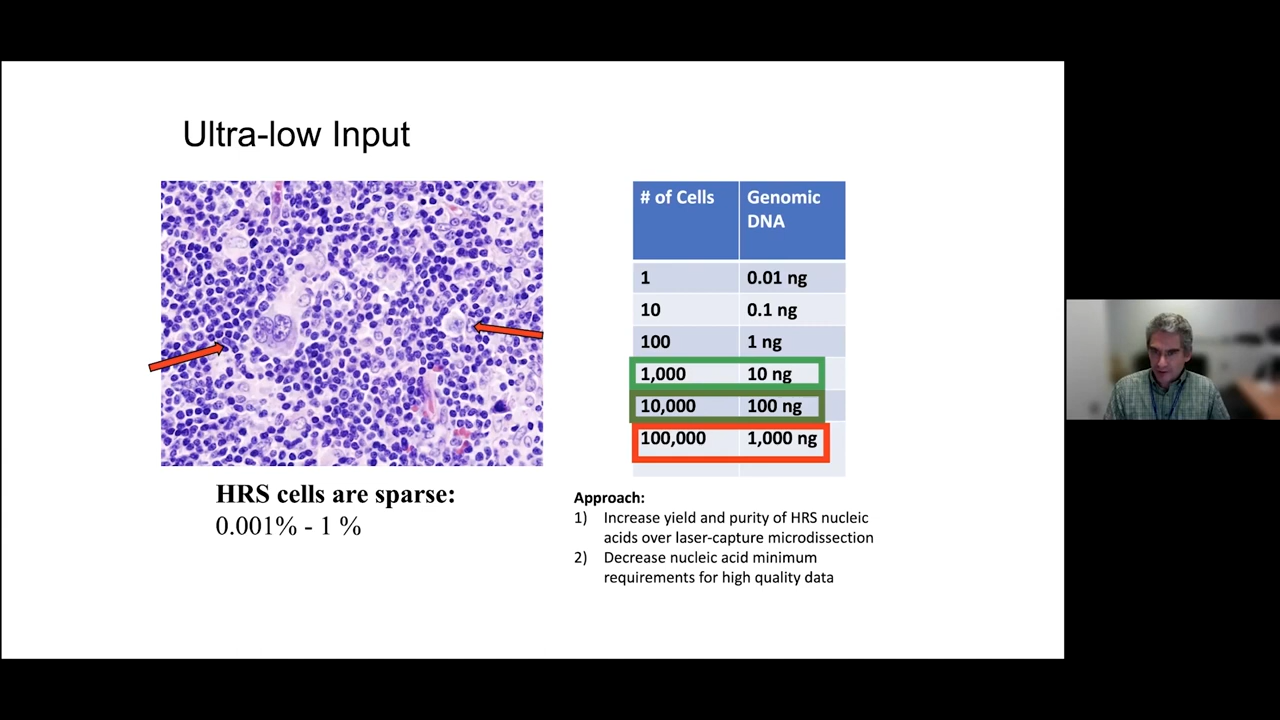 Ultra-low Input
# of Cells
Genomic
DNA
1
0.01 ng
10
0.1 ng
100
1 ng
1,000
10 ng
10,000
100 ng
100,000
1,000 ng
HRS cells are sparse:
0.001% - 1 %
Approach:
1) Increase yield and purity of HRS nucleic
acids over laser-capture microdissection
2) Decrease nucleic acid minimum
requirements for high quality data